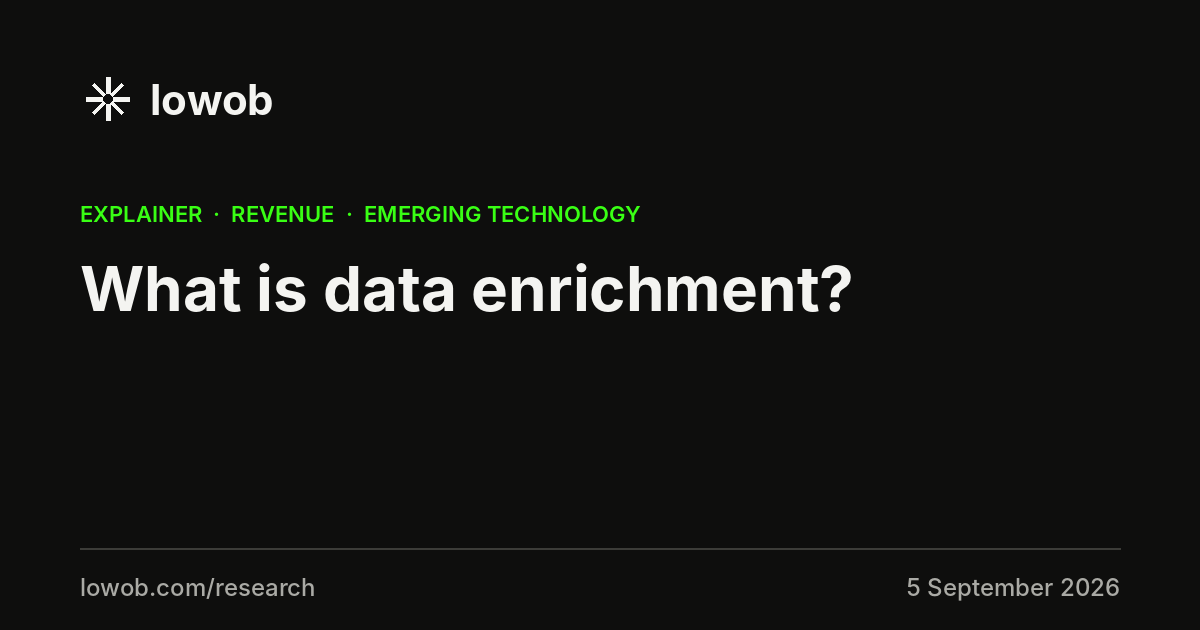 lowob
EXPLAINER · REVENUE · EMERGING TECHNOLOGY
What is data enrichment?
lowob.com/research
5 September 2026